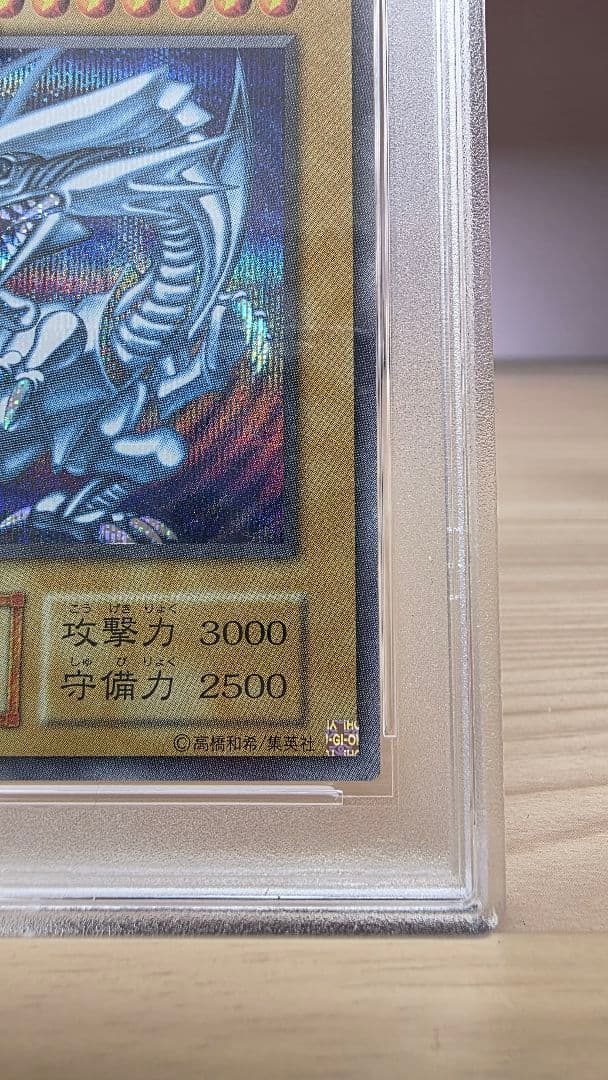 こう げき りょく
攻撃力 3000
しゅ び りょく
守備力 2500
©高橋和希/集英社
-GI-O